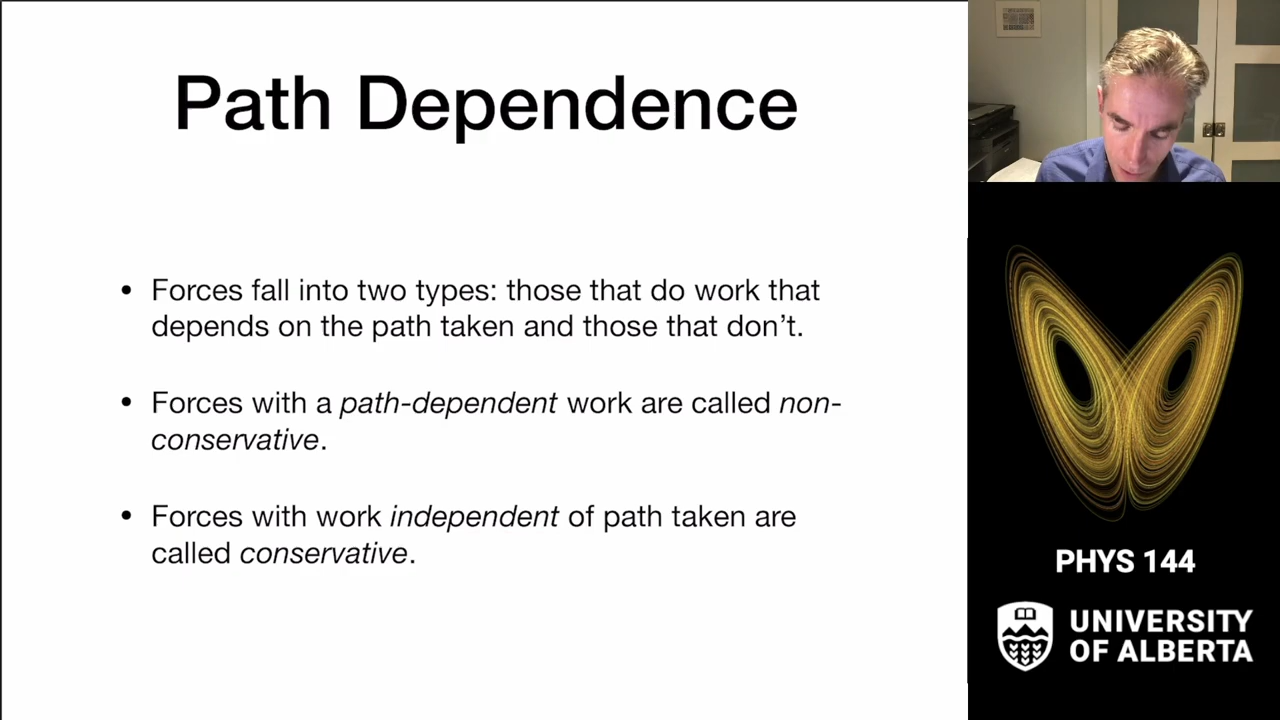 Path Dependence
• Forces fall into two types: those that do work that
depends on the path taken and those that don’t.
• Forces with a path-dependent work are called non-
conservative.
• Forces with work independent of path taken are
called conservative.
PHYS 144
UNIVERSITY
OF ALBERTA